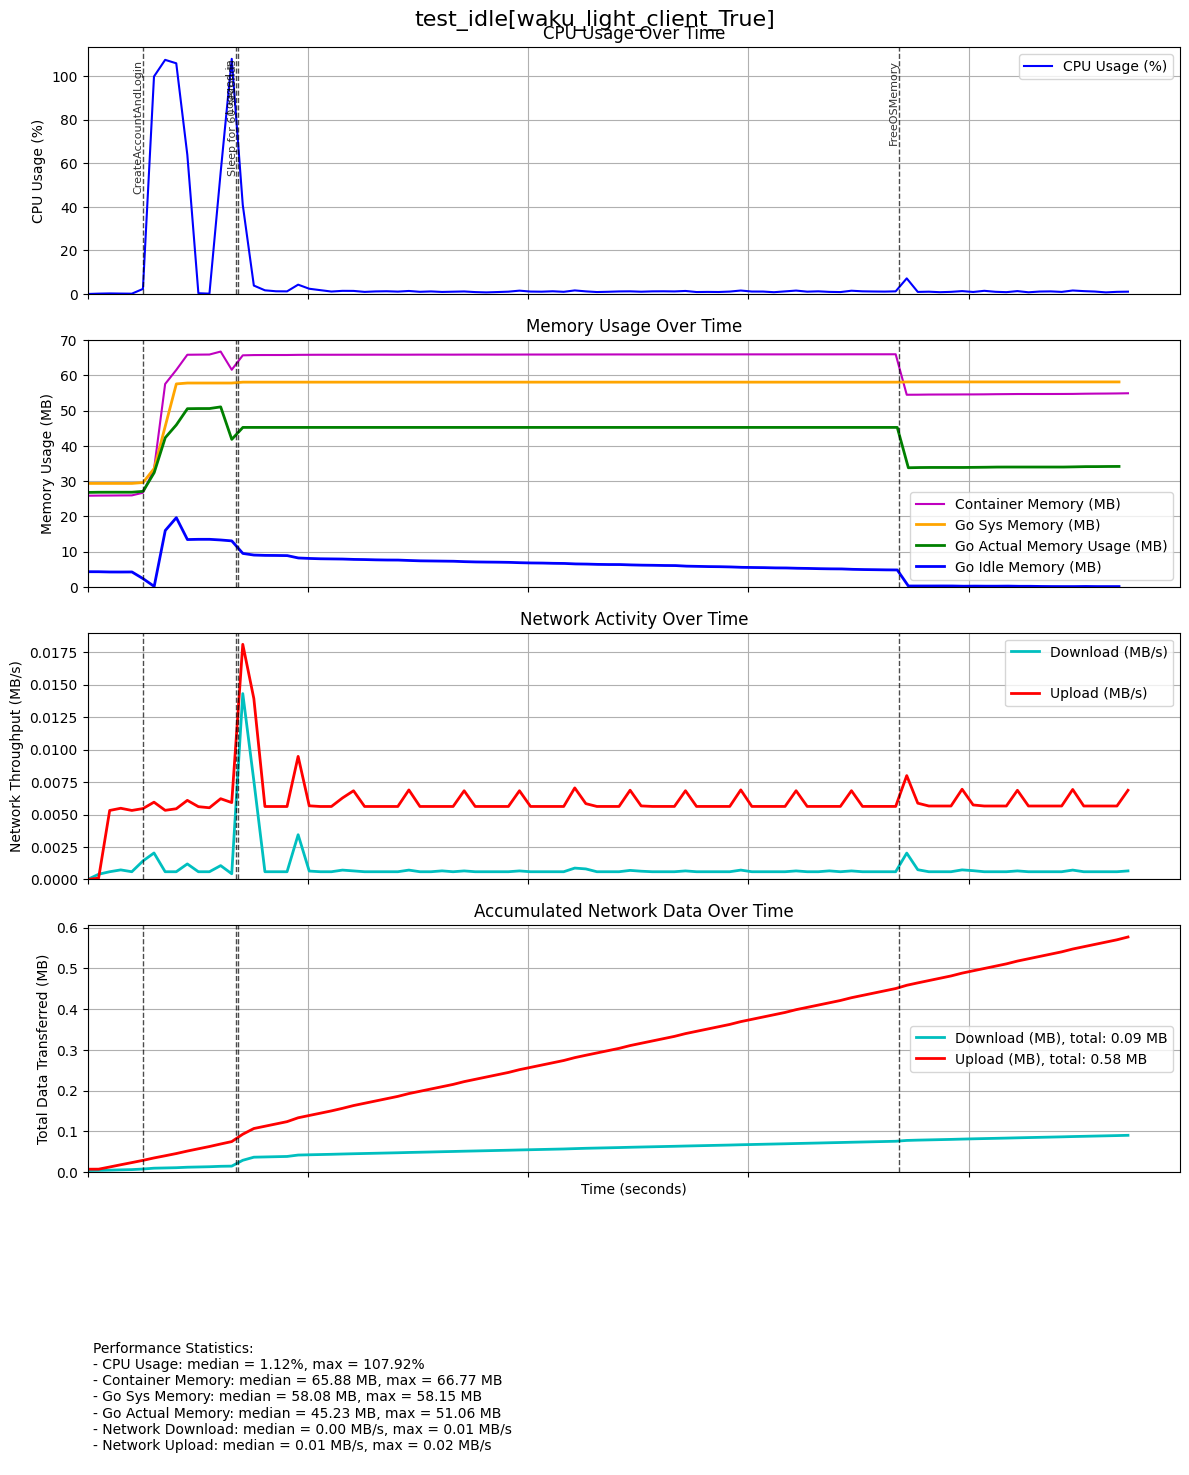 test_idle[waku_light_client_True]
CPU Usage Over Time
CPU Usage (%)
100
80
60
40
20
0
CreateAccountAndLogin
Sleep for 60
FreeOSMemory
CPU Usage (%)
Memory Usage Over Time
Memory Usage (MB)
70
60
50
40
30
20
10
0
Container Memory (MB)
Go Sys Memory (MB)
Go Actual Memory Usage (MB)
Go Idle Memory (MB)
Network Activity Over Time
Network Throughput (MB/s)
0.0175
0.0150
0.0125
0.0100
0.0075
0.0050
0.0025
0.0000
Download (MB/s)
Upload (MB/s)
Accumulated Network Data Over Time
Total Data Transferred (MB)
0.6
0.5
0.4
0.3
0.2
0.1
0.0
Download (MB), total: 0.09 MB
Upload (MB), total: 0.58 MB
Time (seconds)
Performance Statistics:
- CPU Usage: median = 1.12%, max = 107.92%
- Container Memory: median = 65.88 MB, max = 66.77 MB
- Go Sys Memory: median = 58.08 MB, max = 58.15 MB
- Go Actual Memory: median = 45.23 MB, max = 51.06 MB
- Network Download: median = 0.00 MB/s, max = 0.01 MB/s
- Network Upload: median = 0.01 MB/s, max = 0.02 MB/s